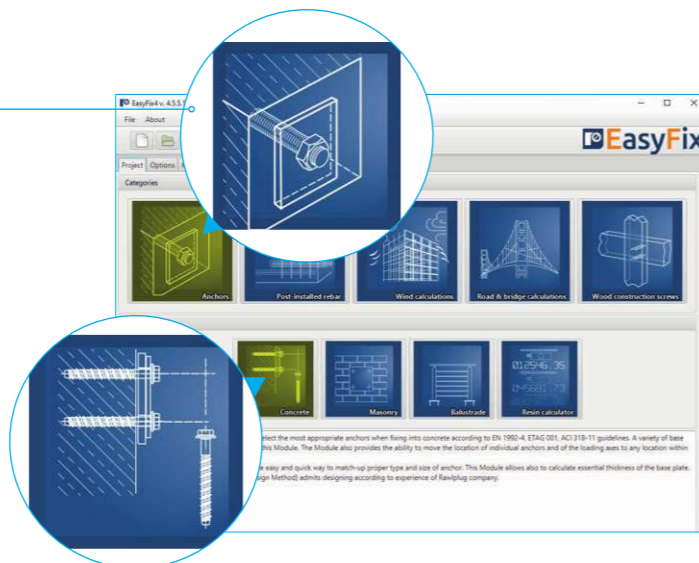 EasyFix4 v. 4.5.5.
File About
EasyFix
Project Options
Categories
Anchors
Post-installed rebar
Wind calculations
Road & bridge calculations
Wood construction screws
Concrete
Masonry
Balustrade
Resin calculator
elect the most appropriate anchors when fixing into concrete according to EN 1992-4, ETAG 001, ACI 318-11 guidelines. A variety of base
this Module. The Module also provides the ability to move the location of individual anchors and of the loading axes to any location within
e easy and quick way to match-up proper type and size of anchor. This Module allows also to calculate essential thickness of the base plate.
sign Method] admits designing according to experience of Rawlplug company.